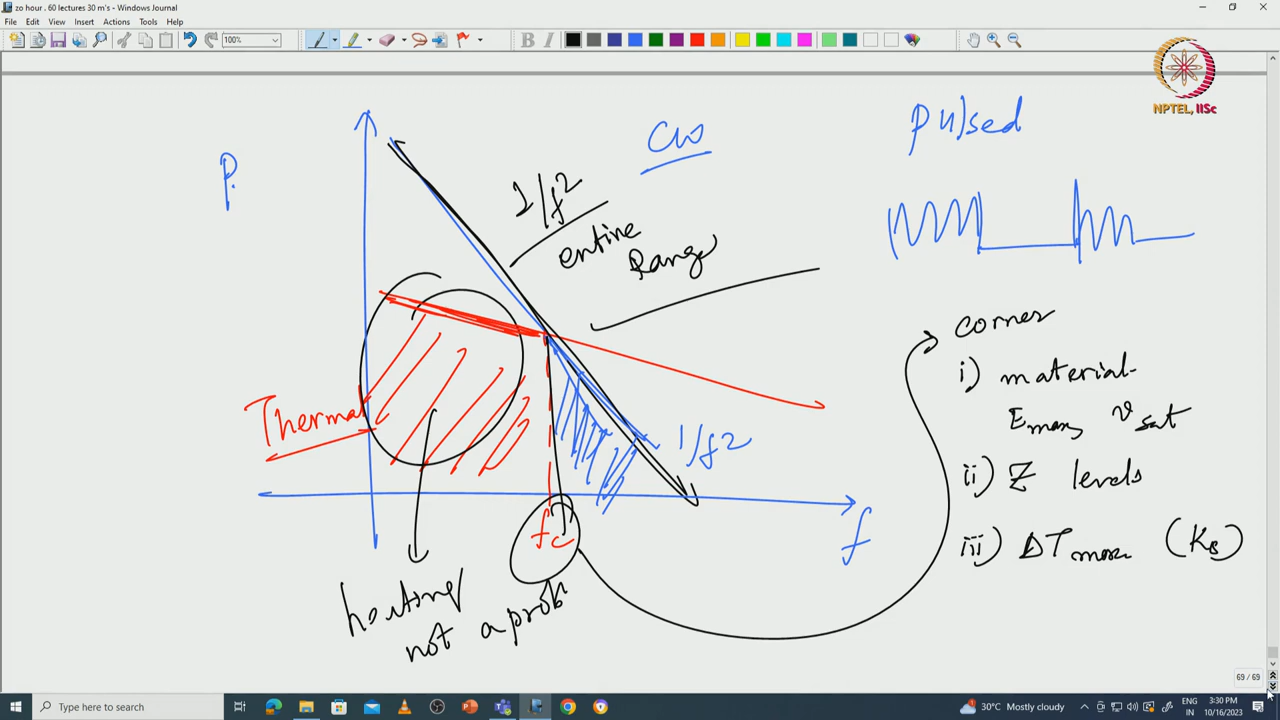 zo hour , 60 lectures 30 m's - Windows Journal
File Edit View Insert Actions Tools Help
100%
B I
NPTEL, IISc
P
CW
Pulsed
1/f²
entire
Range
Thermal
1/f2
fc
f
heating
not a prob
corner
i) material-
Emax, vsat
ii) Z levels
iii) ΔTmax (Ks)
69 / 69
Type here to search
30°C Mostly cloudy
ENG
IN
3:30 PM
10/16/2023